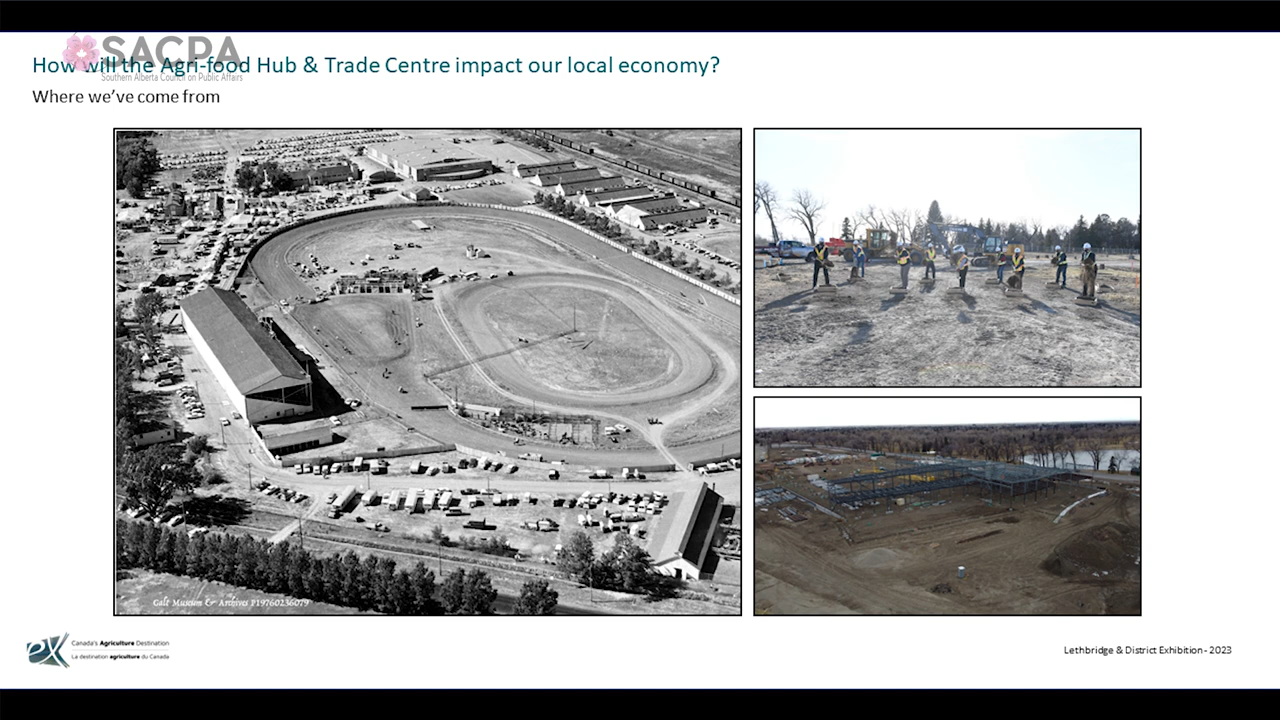 SACPA
Southern Alberta Council on Public Affairs
How will the Agri-food Hub & Trade Centre impact our local economy?
Where we've come from
Galt Museum & Archives P19760236079
eX
Canada's Agriculture Destination
La destination agriculture du Canada
Lethbridge & District Exhibition - 2023